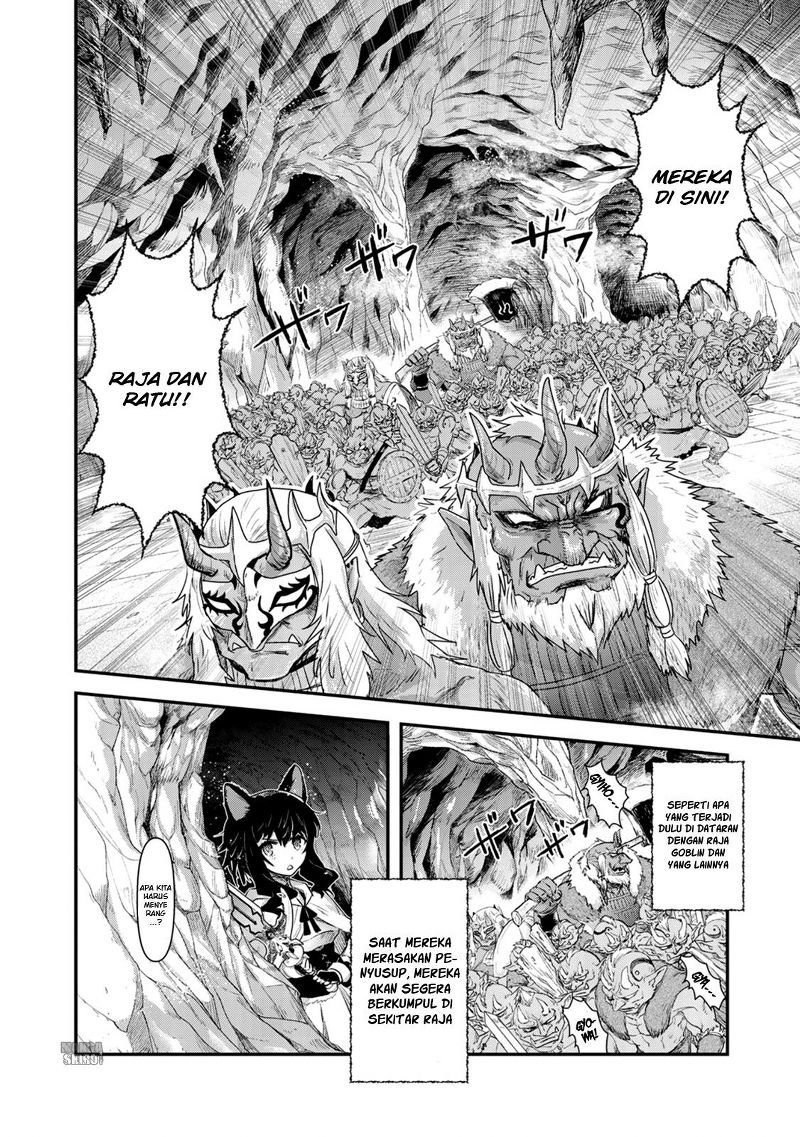 MEREKA
DI SINI!
ザワ
ザワ
ザワ
RAJA DAN
RATU!!
SEPERTI APA
YANG TERJADI
DULU DI DATARAN
DENGAN RAJA
GOBLIN DAN
YANG LAINNYA
GYIHO...
ザワ
ザワ
GYA...
GYO-
WA!
SAAT MEREKA
MERASAKAN PE-
NYUSUP, MEREKA
AKAN SEGERA
BERKUMPUL DI
SEKITAR RAJA
APA KITA
HARUS
MENYE
RANG
...?